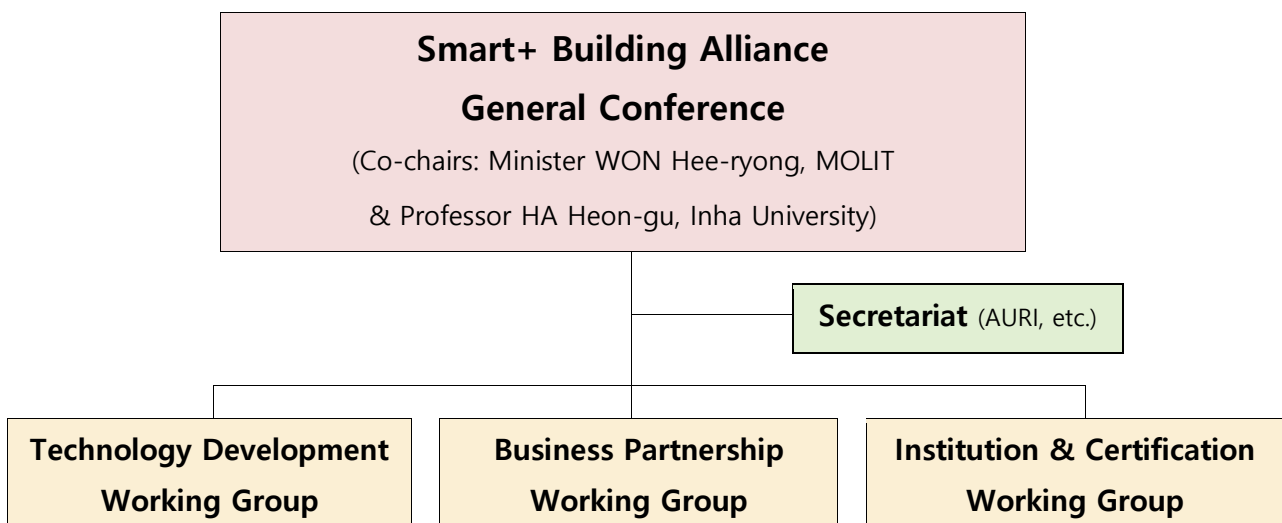 Smart+ Building Alliance
General Conference
(Co-chairs: Minister WON Hee-ryong, MOLIT
& Professor HA Heon-gu, Inha University)
Secretariat (AURI, etc.)
Technology Development
Working Group
Business Partnership
Working Group
Institution & Certification
Working Group